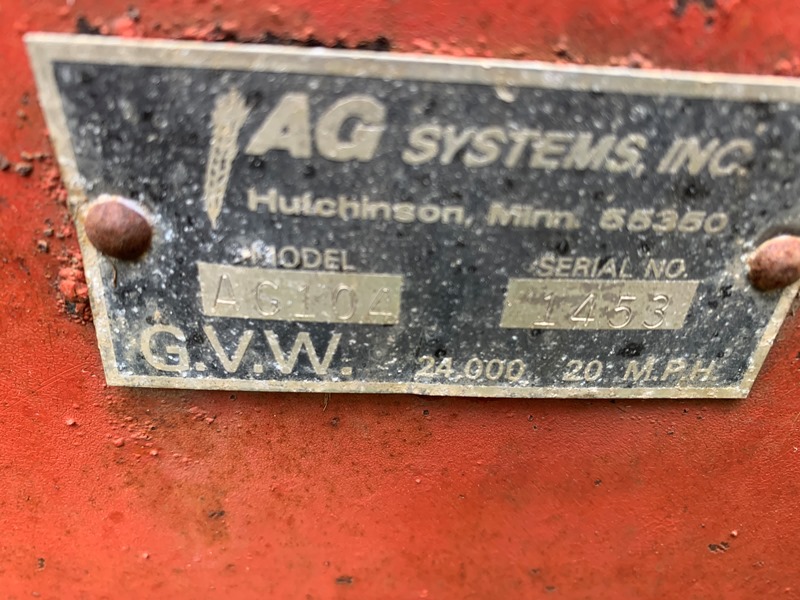 AG SYSTEMS, INC.
Hutchinson, Minn. 55350
MODEL SERIAL NO.
AG104 1453
G.V.W. 24,000 20 M.P.H.